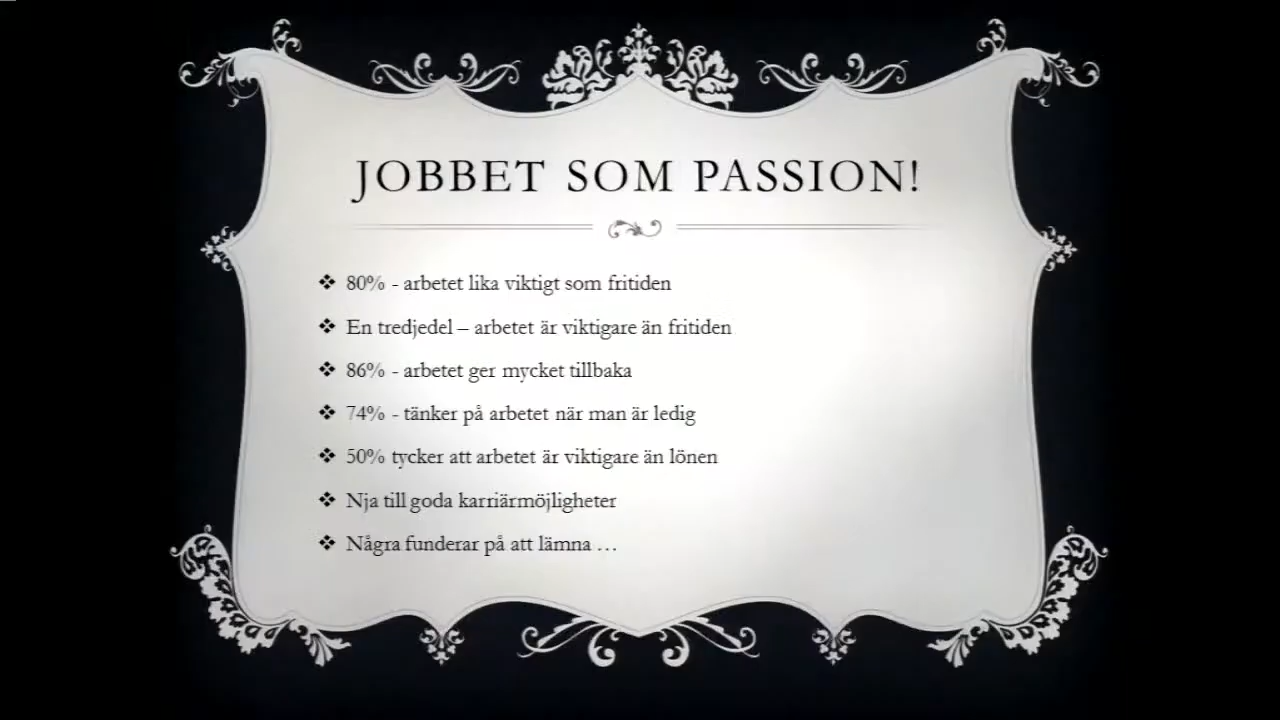 JOBBET SOM PASSION!
❖ 80% - arbetet lika viktigt som fritiden
❖ En tredjedel – arbetet är viktigare än fritiden
❖ 86% - arbetet ger mycket tillbaka
❖ 74% - tänker på arbetet när man är ledig
❖ 50% tycker att arbetet är viktigare än lönen
❖ Nja till goda karriärmöjligheter
❖ Några funderar på att lämna …